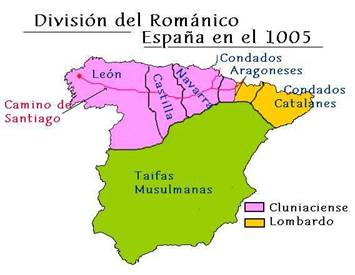 División del Románico
España en el 1005
Condados
Aragoneses
León
Castilla
Navarra
Condados
Catalanes
Camino de
Santiago
Taifas
Musulmanas
Cluniaciense
Lombardo